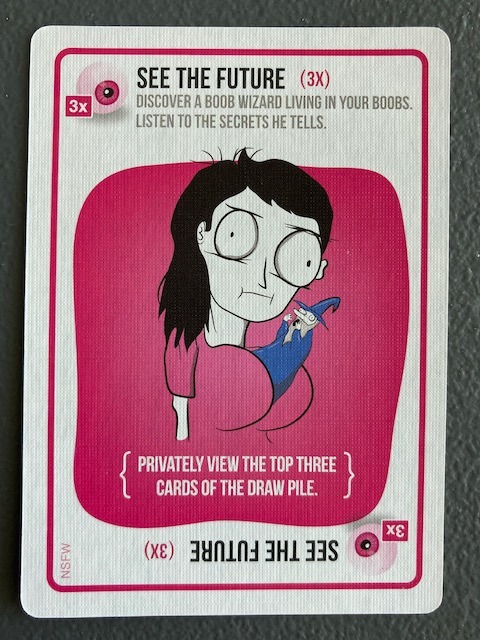 SEE THE FUTURE (3X)
3x
DISCOVER A BOOB WIZARD LIVING IN YOUR BOOBS.
LISTEN TO THE SECRETS HE TELLS.
{ PRIVATELY VIEW THE TOP THREE
CARDS OF THE DRAW PILE. }
3x
SEE THE FUTURE (3X)
NSFW